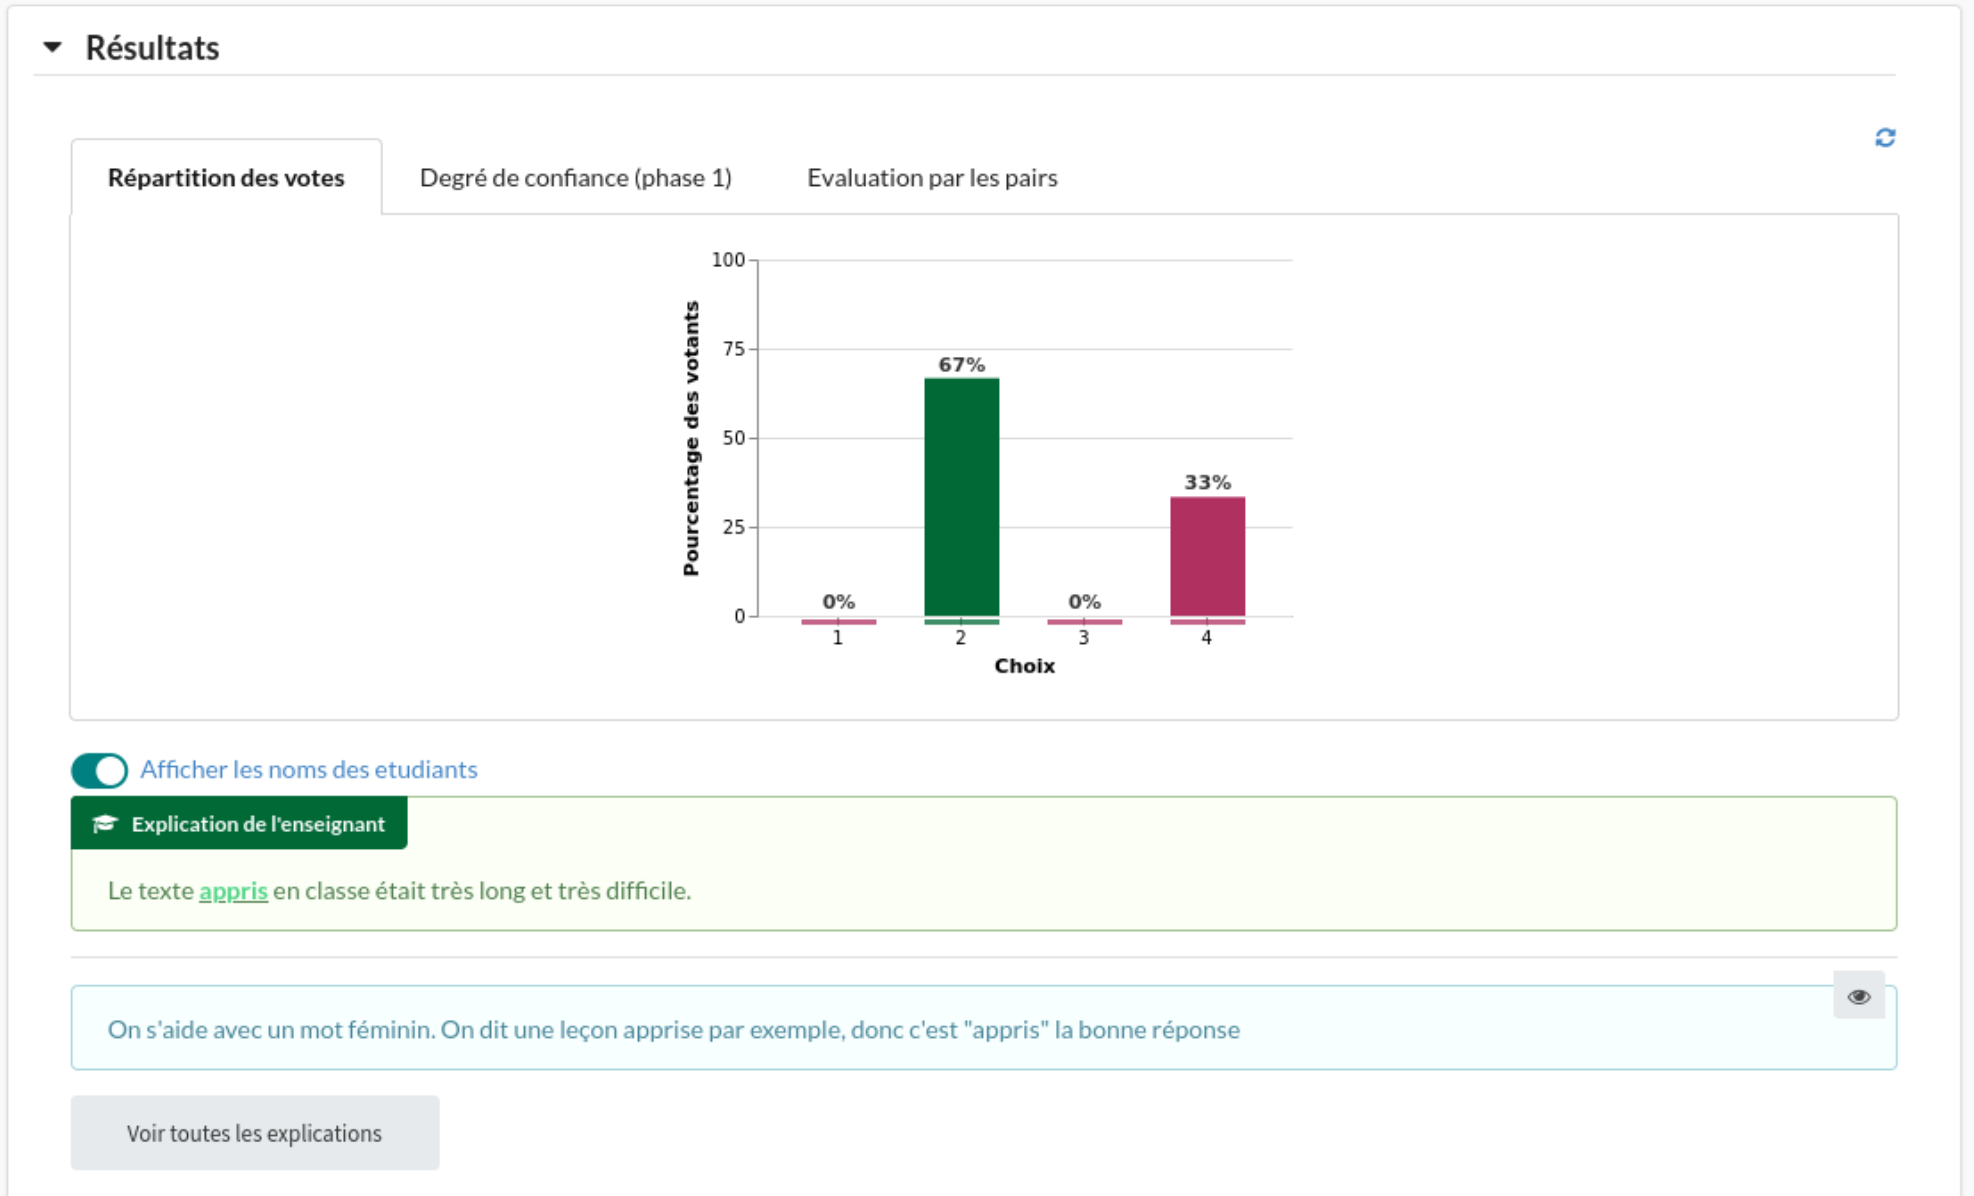 Résultats
Répartition des votes
Degré de confiance (phase 1)
Evaluation par les pairs
100
75
50
25
0
Pourcentage des votants
0%
67%
0%
33%
1
2
3
4
Choix
Afficher les noms des etudiants
Explication de l'enseignant
Le texte appris en classe était très long et très difficile.
On s'aide avec un mot féminin. On dit une leçon apprise par exemple, donc c'est "appris" la bonne réponse
Voir toutes les explications